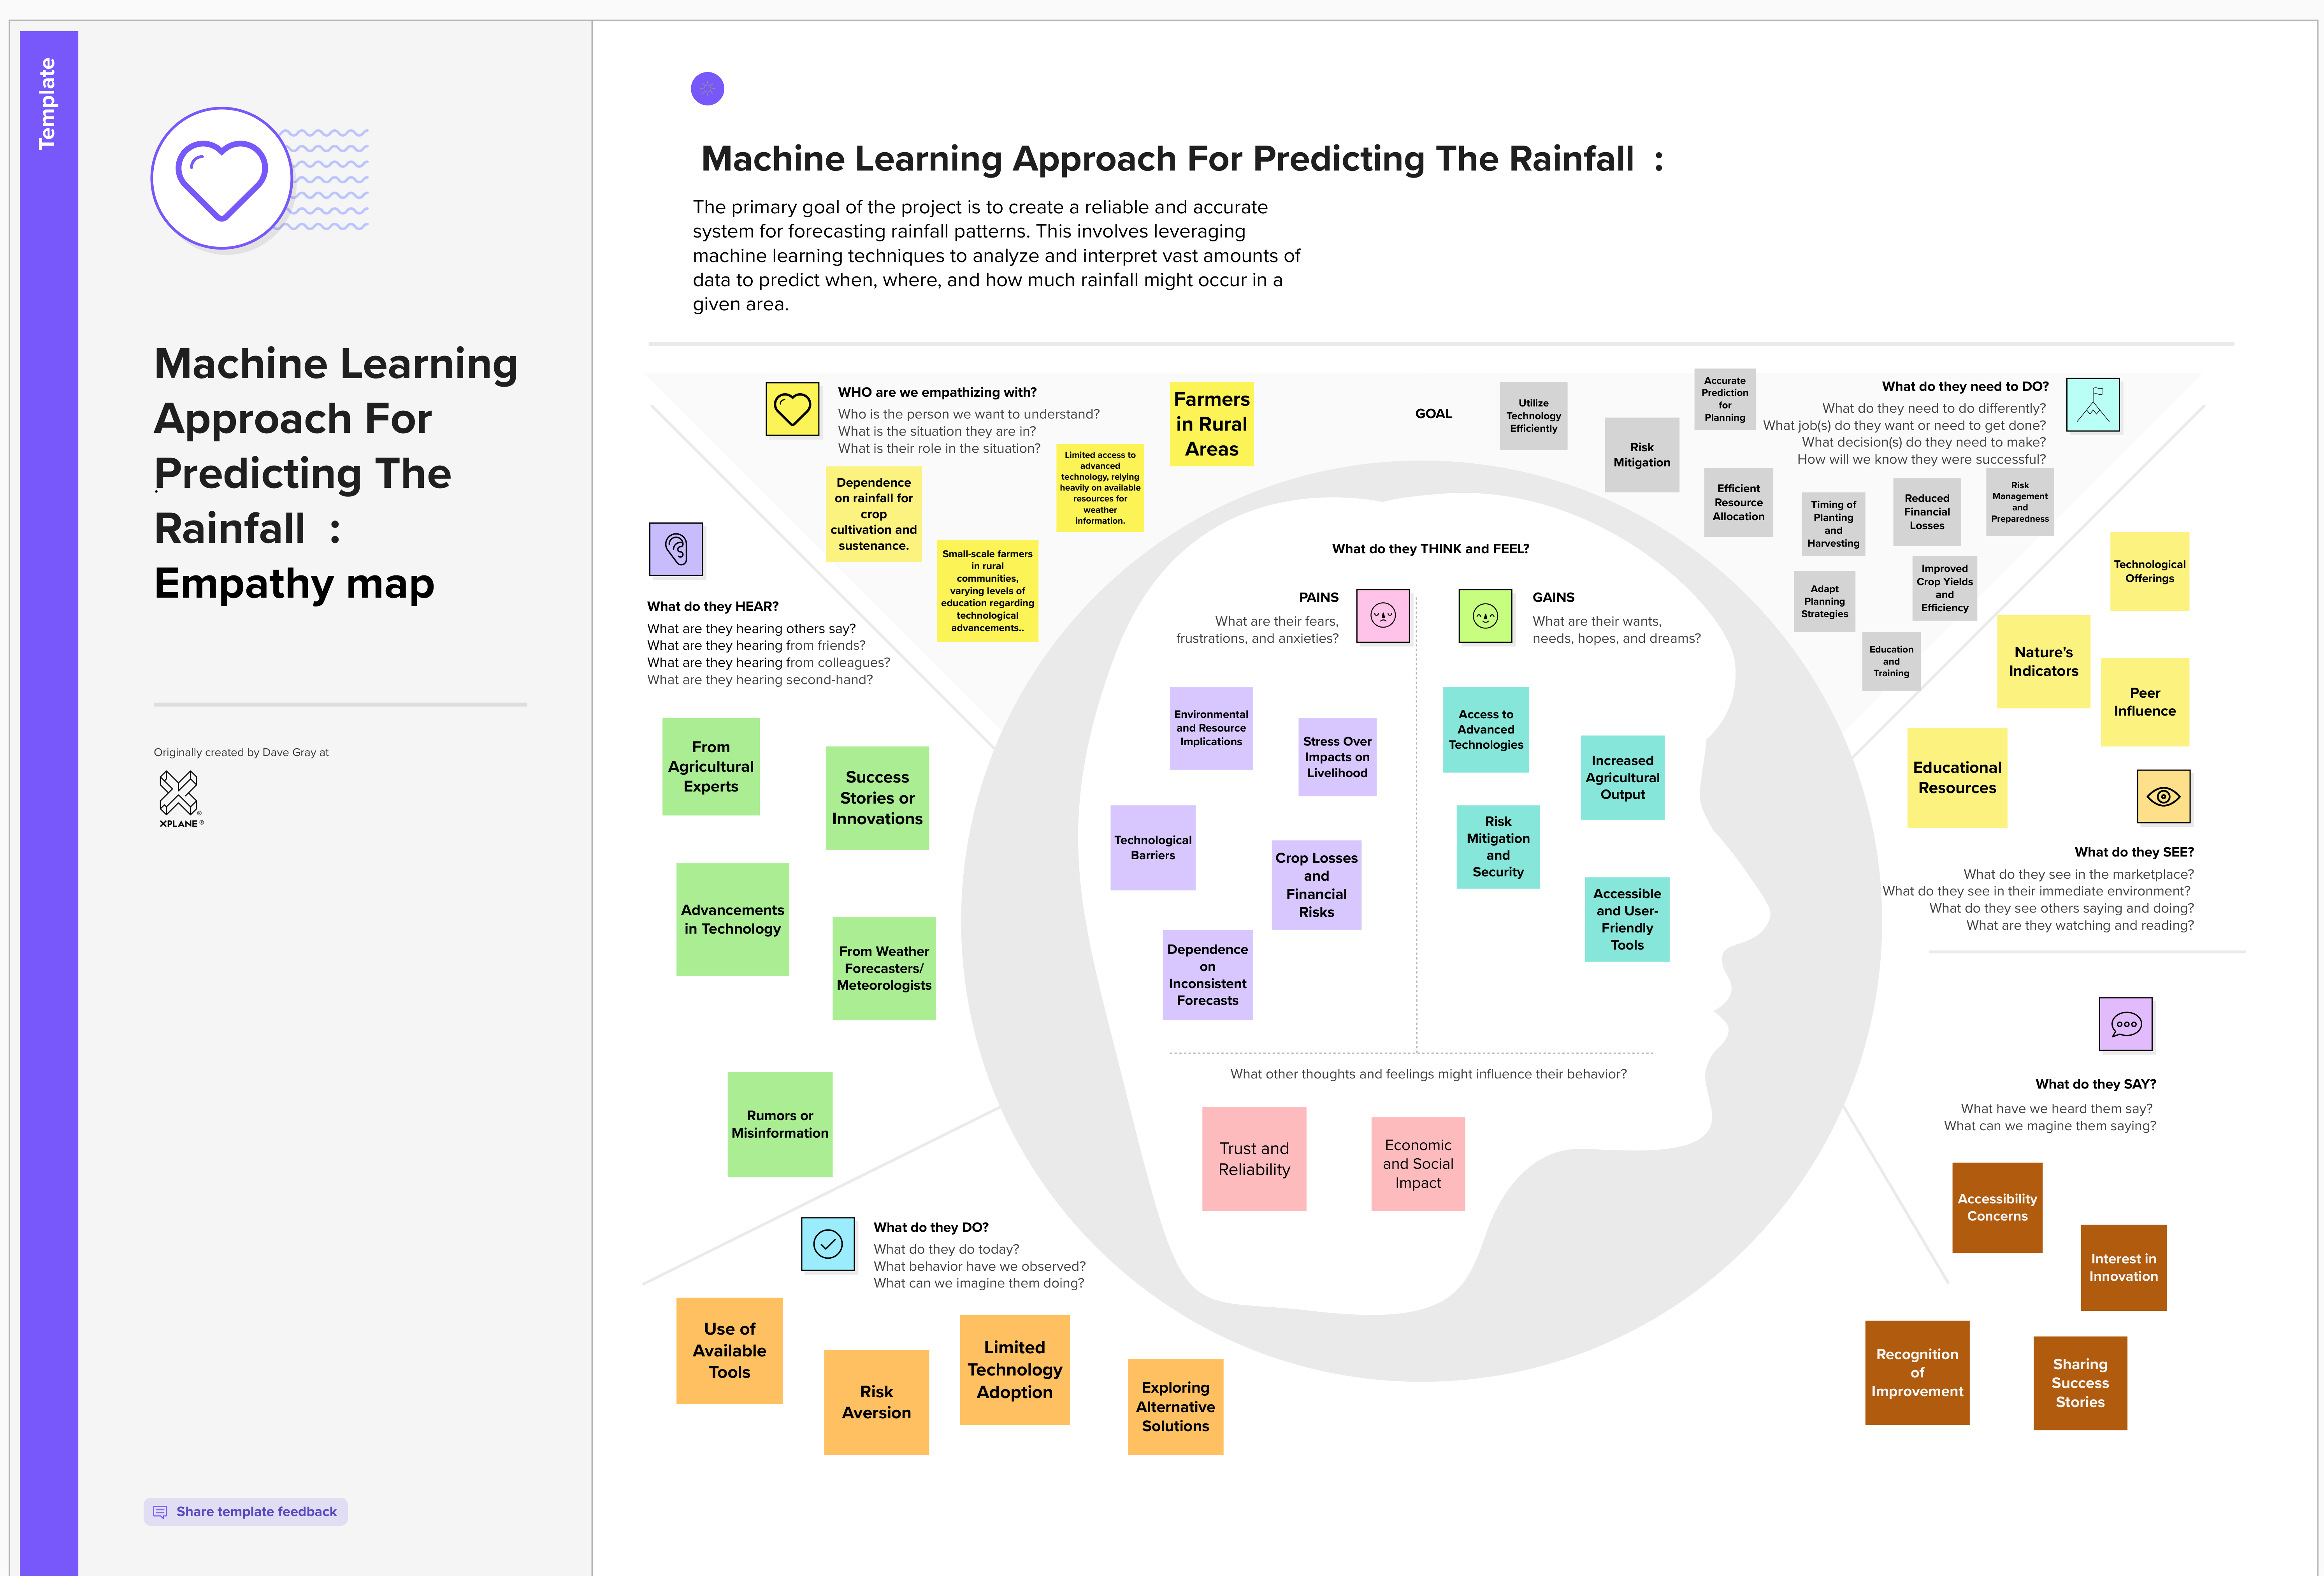 Template
Machine Learning
Approach For
Predicting The
Rainfall :
Empathy map
Originally created by Dave Gray at
XPLANE®
Share template feedback
Machine Learning Approach For Predicting The Rainfall :
The primary goal of the project is to create a reliable and accurate
system for forecasting rainfall patterns. This involves leveraging
machine learning techniques to analyze and interpret vast amounts of
data to predict when, where, and how much rainfall might occur in a
given area.
WHO are we empathizing with?
Who is the person we want to understand?
What is the situation they are in?
What is their role in the situation?
Farmers
in Rural
Areas
Limited access to
advanced
technology, relying
heavily on available
resources for
weather
information.
Dependence
on rainfall for
crop
cultivation and
sustenance.
Small-scale farmers
in rural
communities,
varying levels of
education regarding
technological
advancements..
GOAL
Utilize
Technology
Efficiently
Risk
Mitigation
Accurate
Prediction
for
Planning
What do they need to DO?
What do they need to do differently?
What job(s) do they want or need to get done?
What decision(s) do they need to make?
How will we know they were successful?
Efficient
Resource
Allocation
Timing of
Planting
and
Harvesting
Reduced
Financial
Losses
Risk
Management
and
Preparedness
Adapt
Planning
Strategies
Improved
Crop Yields
and
Efficiency
Education
and
Training
What do they HEAR?
What are they hearing others say?
What are they hearing from friends?
What are they hearing from colleagues?
What are they hearing second-hand?
From
Agricultural
Experts
Success
Stories or
Innovations
Advancements
in Technology
From Weather
Forecasters/
Meteorologists
Rumors or
Misinformation
What do they THINK and FEEL?
PAINS
What are their fears,
frustrations, and anxieties?
GAINS
What are their wants,
needs, hopes, and dreams?
Environmental
and Resource
Implications
Stress Over
Impacts on
Livelihood
Technological
Barriers
Crop Losses
and
Financial
Risks
Dependence
on
Inconsistent
Forecasts
Access to
Advanced
Technologies
Increased
Agricultural
Output
Risk
Mitigation
and
Security
Accessible
and User-
Friendly
Tools
What other thoughts and feelings might influence their behavior?
Trust and
Reliability
Economic
and Social
Impact
Technological
Offerings
Nature's
Indicators
Peer
Influence
Educational
Resources
What do they SEE?
What do they see in the marketplace?
What do they see in their immediate environment?
What do they see others saying and doing?
What are they watching and reading?
What do they SAY?
What have we heard them say?
What can we magine them saying?
Accessibility
Concerns
Interest in
Innovation
Recognition
of
Improvement
Sharing
Success
Stories
What do they DO?
What do they do today?
What behavior have we observed?
What can we imagine them doing?
Use of
Available
Tools
Risk
Aversion
Limited
Technology
Adoption
Exploring
Alternative
Solutions